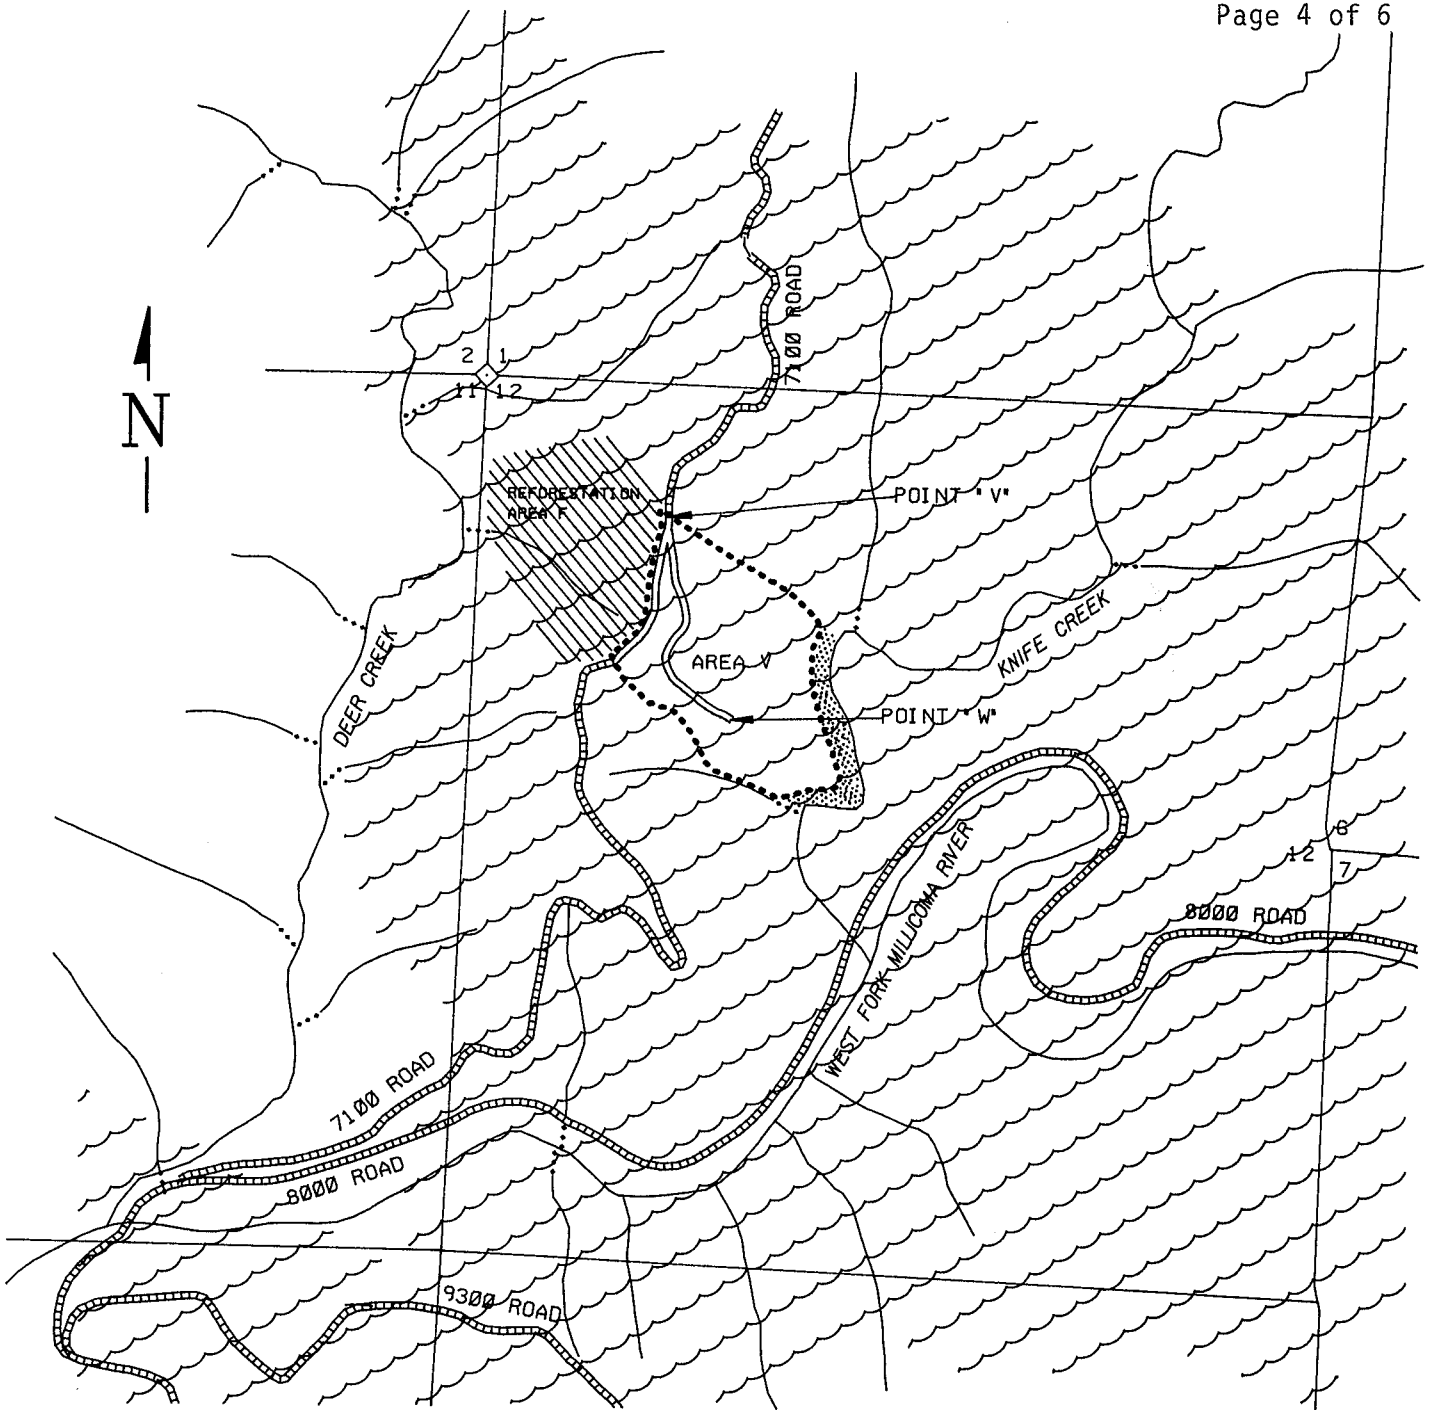 Page 4 of 6
7100 ROAD
2 1
11 12
N
REFORESTATION
AREA F
POINT "V"
KNIFE CREEK
DEER CREEK
AREA V
POINT "W"
6
12
7
WEST FORK MILLICOMA RIVER
8000 ROAD
7100 ROAD
8000 ROAD
9300 ROAD